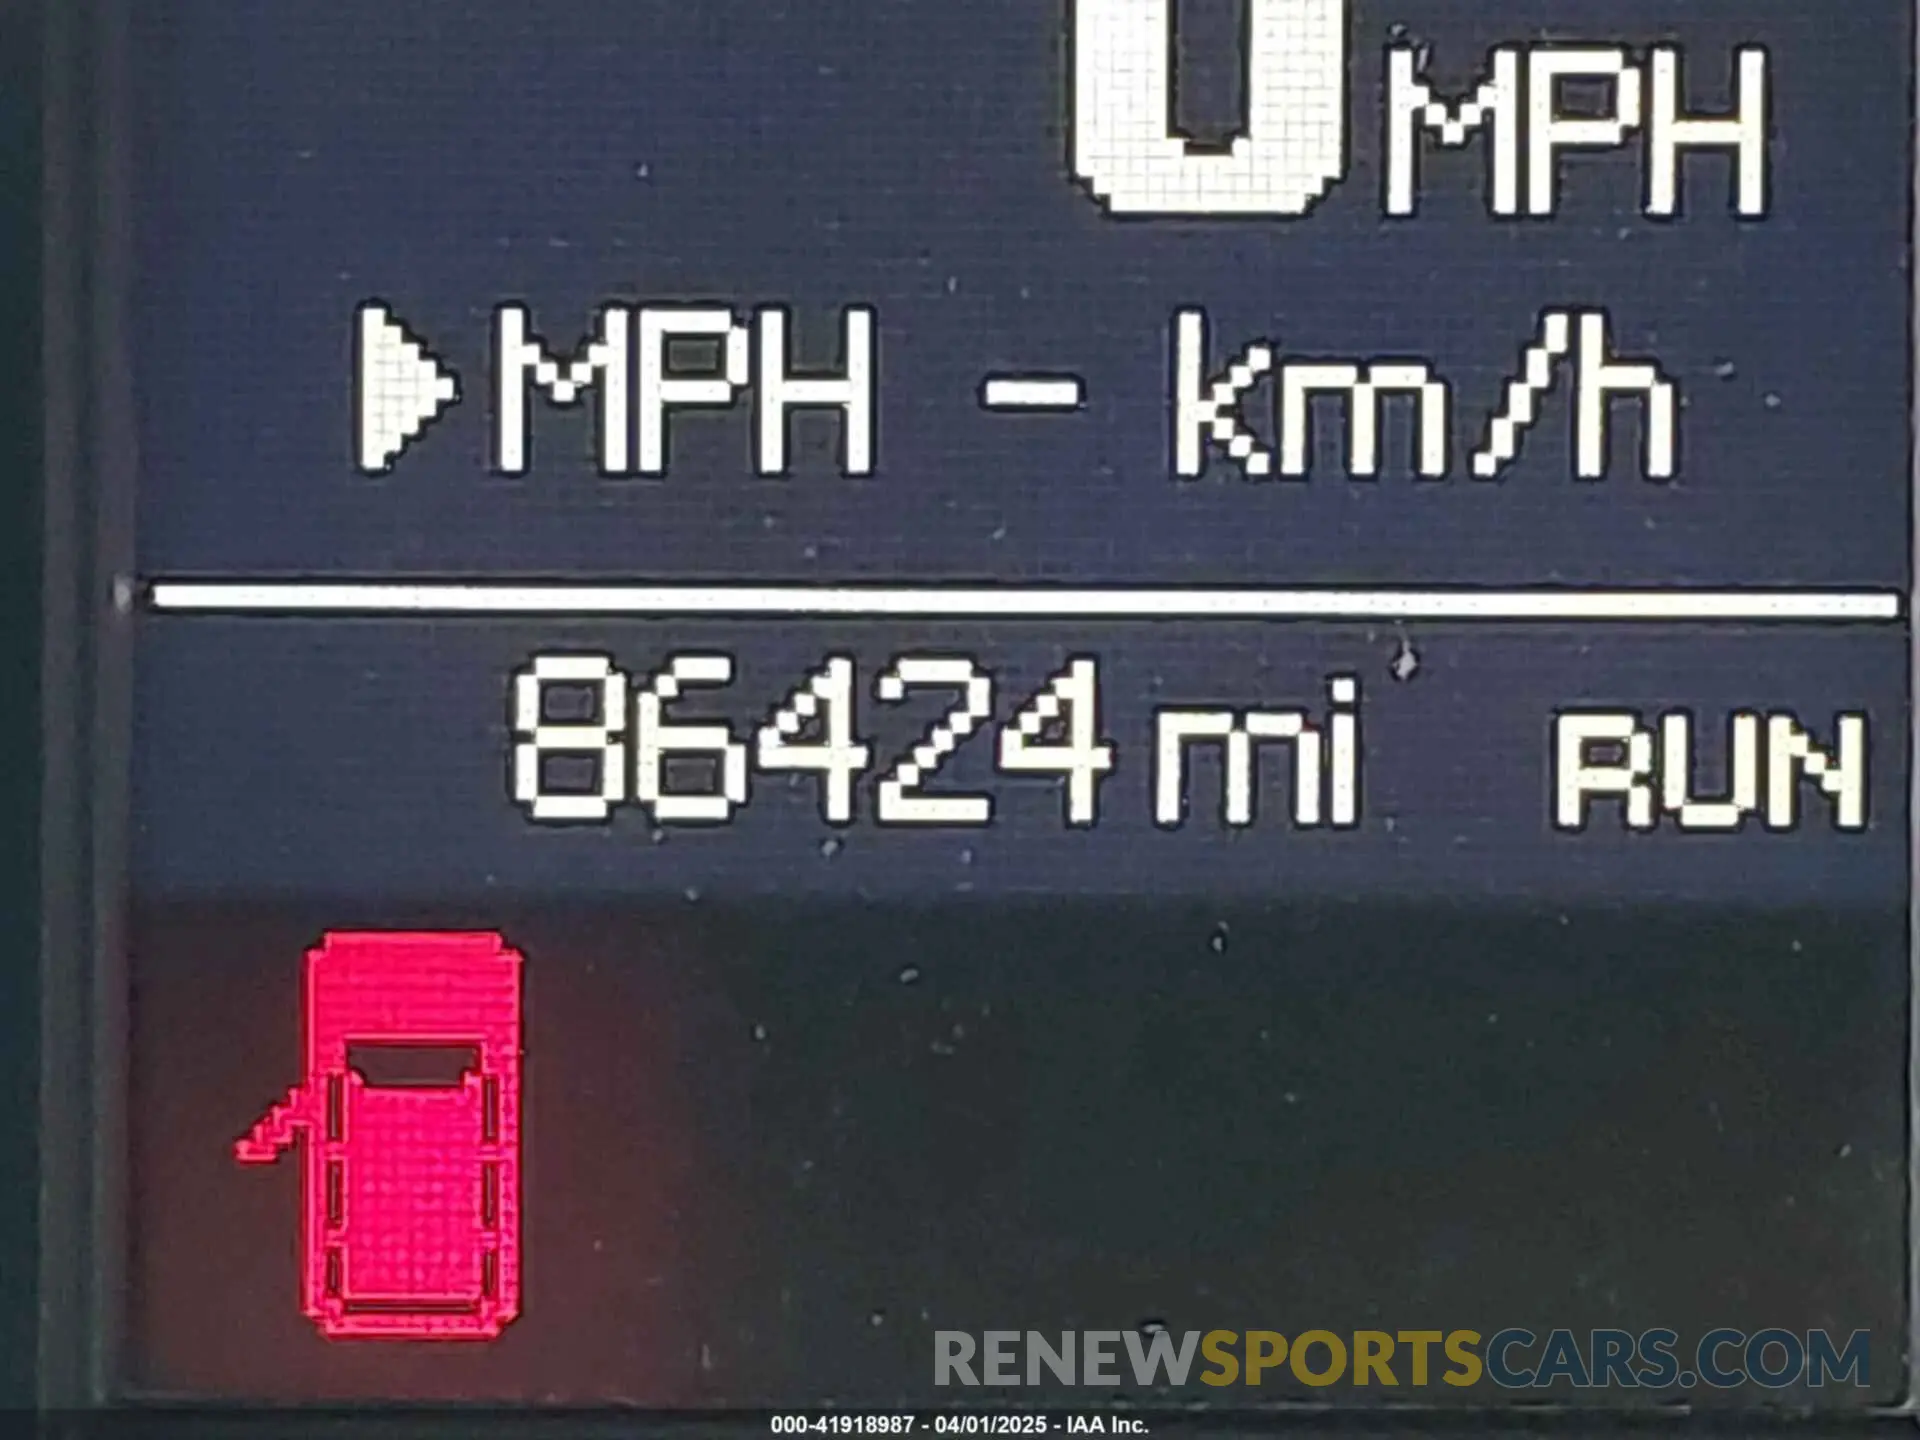 0 MPH
▶MPH - km/h
86424 mi RUN
RENEWSPORTSCARS.COM
000-41918987 - 04/01/2025 - IAA Inc.